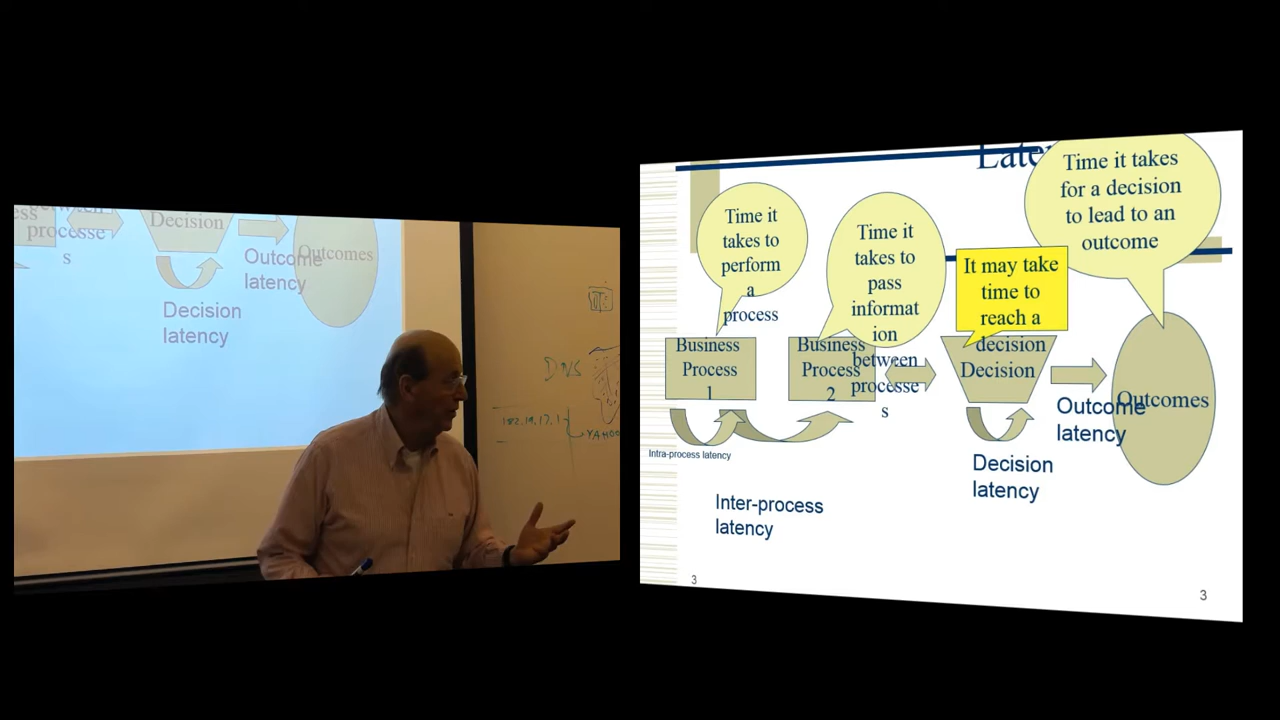 processe
s
Decision
Outcome
latency
Outcomes
Decision
latency
DNS
YAHOO
Time it
takes to
perform
a
process
Time it
takes to
pass
informat
ion
between
processe
s
It may take
time to
reach a
decision
Time it takes
for a decision
to lead to an
outcome
Business
Process
1
Business
Process
2
Decision
Outcomes
Intra-process latency
Inter-process
latency
Decision
latency
Outcome
latency
3
3